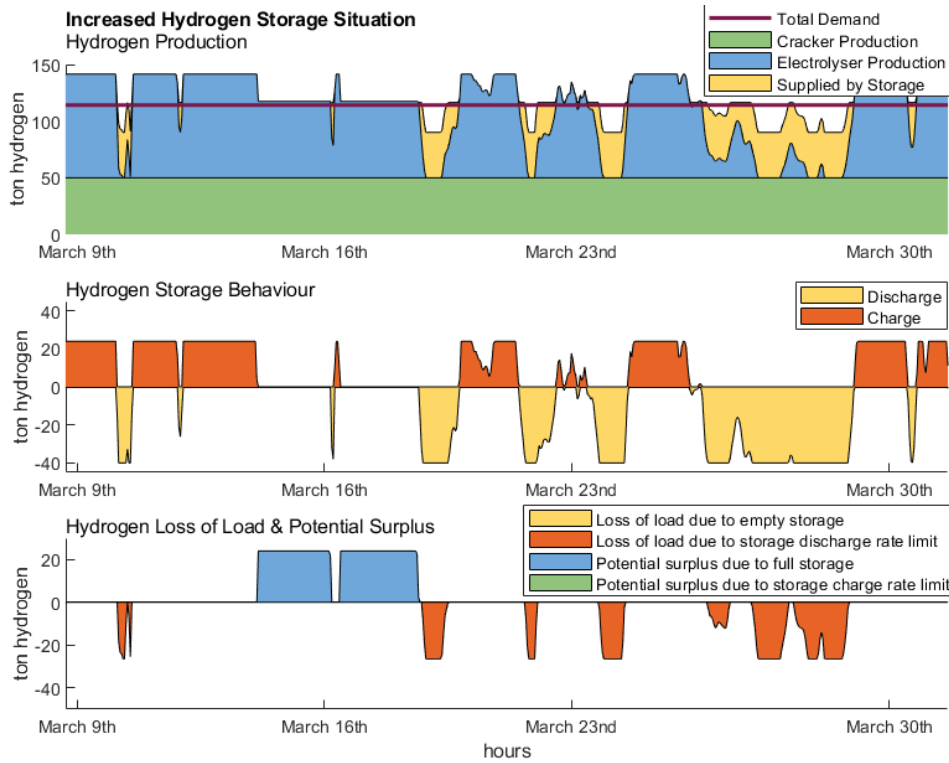 Increased Hydrogen Storage Situation
Hydrogen Production
Total Demand
Cracker Production
Electrolyser Production
Supplied by Storage
ton hydrogen
150
100
50
0
March 9th
March 16th
March 23nd
March 30th
Hydrogen Storage Behaviour
Discharge
Charge
ton hydrogen
40
20
0
-20
-40
March 9th
March 16th
March 23nd
March 30th
Hydrogen Loss of Load & Potential Surplus
Loss of load due to empty storage
Loss of load due to storage discharge rate limit
Potential surplus due to full storage
Potential surplus due to storage charge rate limit
ton hydrogen
20
0
-20
-40
March 9th
March 16th
March 23nd
March 30th
hours